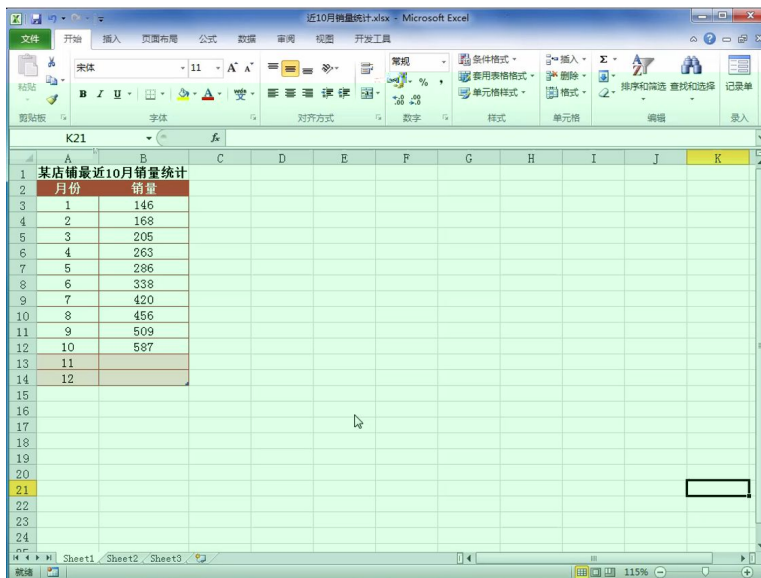 近10月销量统计.xlsx - Microsoft Excel
文件 开始 插入 页面布局 公式 数据 审阅 视图 开发工具
宋体 11 A A 常规 条件格式 插入 Σ
粘贴 套用表格格式 删除 排序和筛选 查找和选择 记录单
B I U A 变 % , 单元格样式 格式
剪贴板 字体 对齐方式 数字 样式 单元格 编辑 录入
K21 fx
A B C D E F G H I J K
1 某店铺最近10月销量统计
2 月份 销量
3 1 146
4 2 168
5 3 205
6 4 263
7 5 286
8 6 338
9 7 420
10 8 456
11 9 509
12 10 587
13 11
14 12
15
16
17
18
19
20
21
22
23
24
Sheet1 Sheet2 Sheet3
就绪 115%